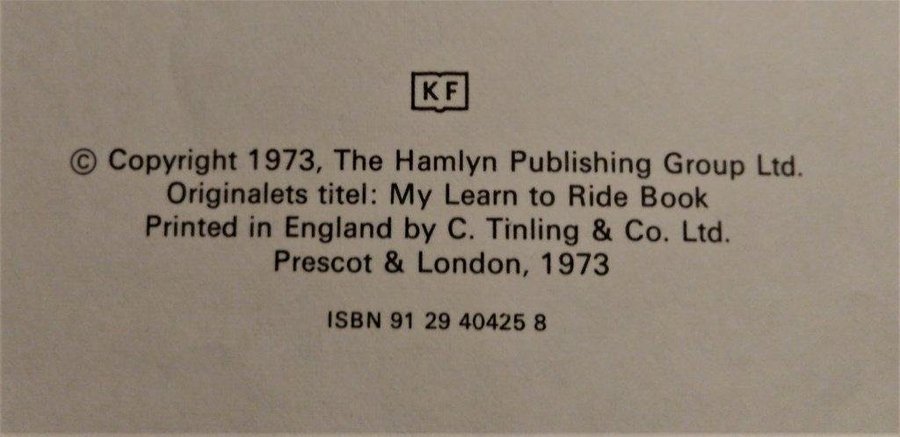 KF
© Copyright 1973, The Hamlyn Publishing Group Ltd.
Originalets titel: My Learn to Ride Book
Printed in England by C. Tinling & Co. Ltd.
Prescot & London, 1973
ISBN 91 29 40425 8